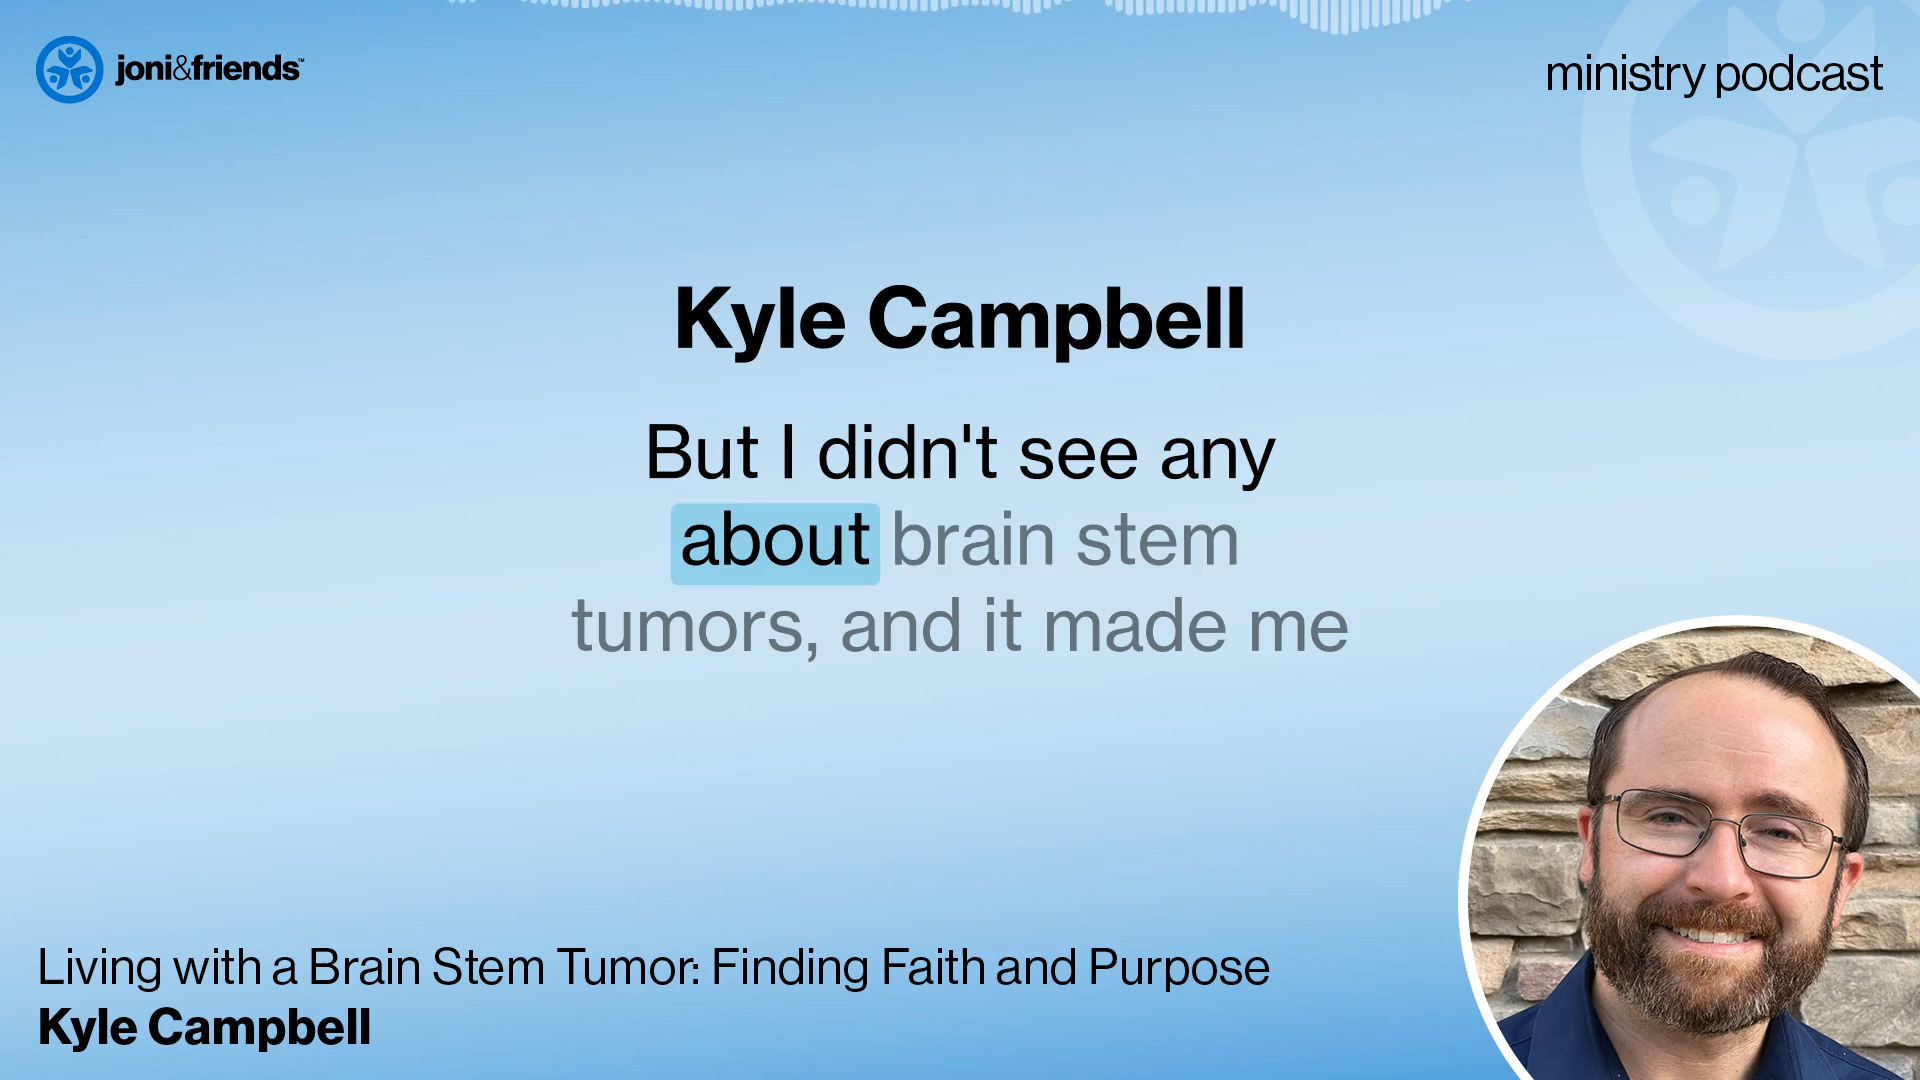 joni&friends™
ministry podcast
Kyle Campbell
But I didn't see any
about brain stem
tumors, and it made me
Living with a Brain Stem Tumor: Finding Faith and Purpose
Kyle Campbell